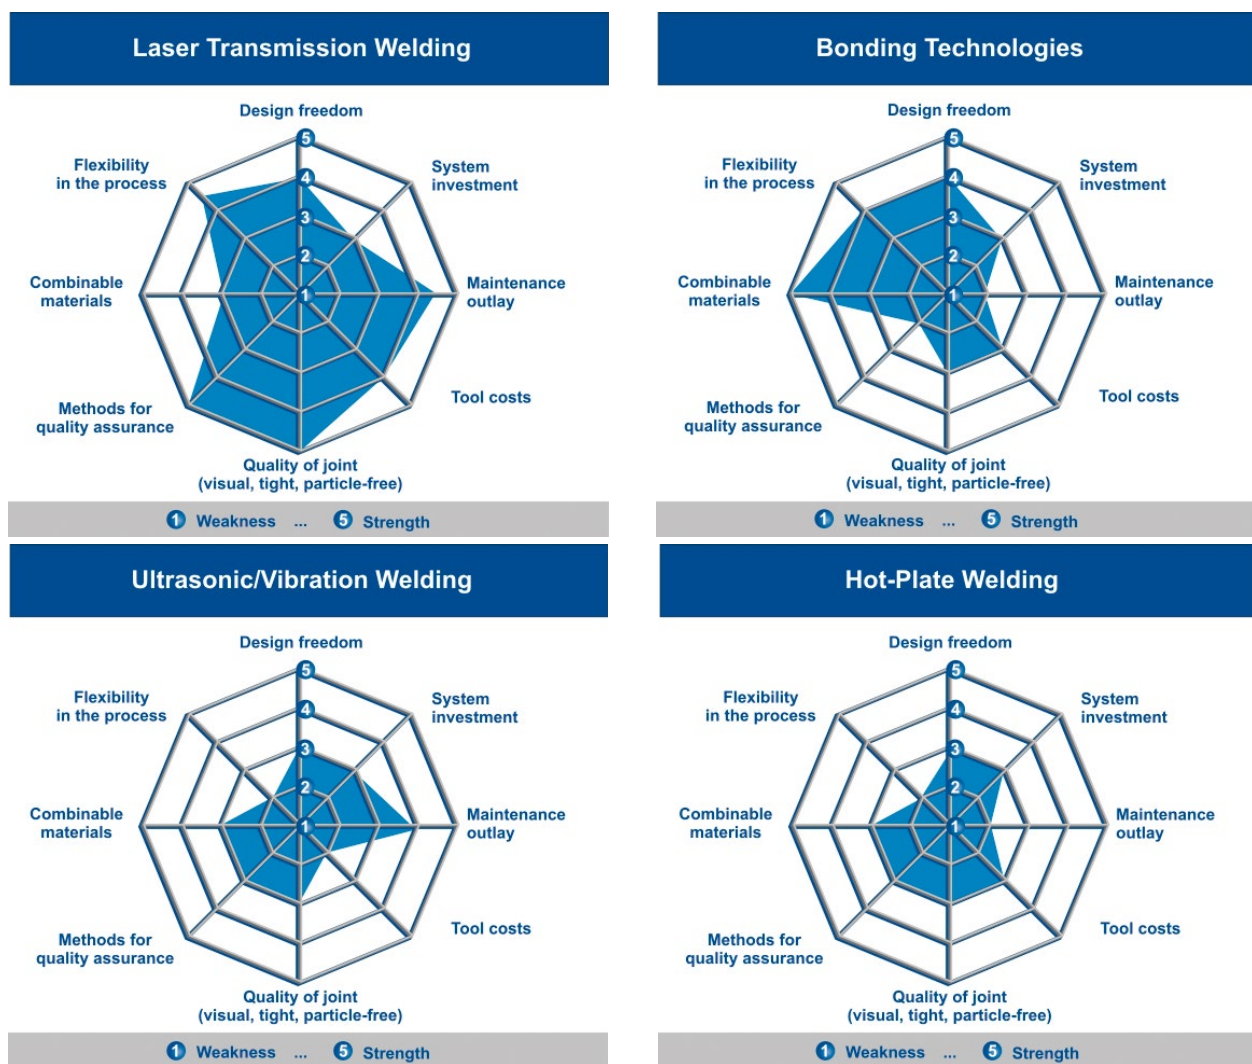 Laser Transmission Welding
Design freedom
5
4
3
2
1
System
investment
Maintenance
outlay
Tool costs
Quality of joint
(visual, tight, particle-free)
Methods for
quality assurance
Combinable
materials
Flexibility
in the process
1 Weakness ... 5 Strength
Bonding Technologies
Design freedom
5
4
3
2
1
System
investment
Maintenance
outlay
Tool costs
Quality of joint
(visual, tight, particle-free)
Methods for
quality assurance
Combinable
materials
Flexibility
in the process
1 Weakness ... 5 Strength
Ultrasonic/Vibration Welding
Design freedom
5
4
3
2
1
System
investment
Maintenance
outlay
Tool costs
Quality of joint
(visual, tight, particle-free)
Methods for
quality assurance
Combinable
materials
Flexibility
in the process
1 Weakness ... 5 Strength
Hot-Plate Welding
Design freedom
5
4
3
2
1
System
investment
Maintenance
outlay
Tool costs
Quality of joint
(visual, tight, particle-free)
Methods for
quality assurance
Combinable
materials
Flexibility
in the process
1 Weakness ... 5 Strength